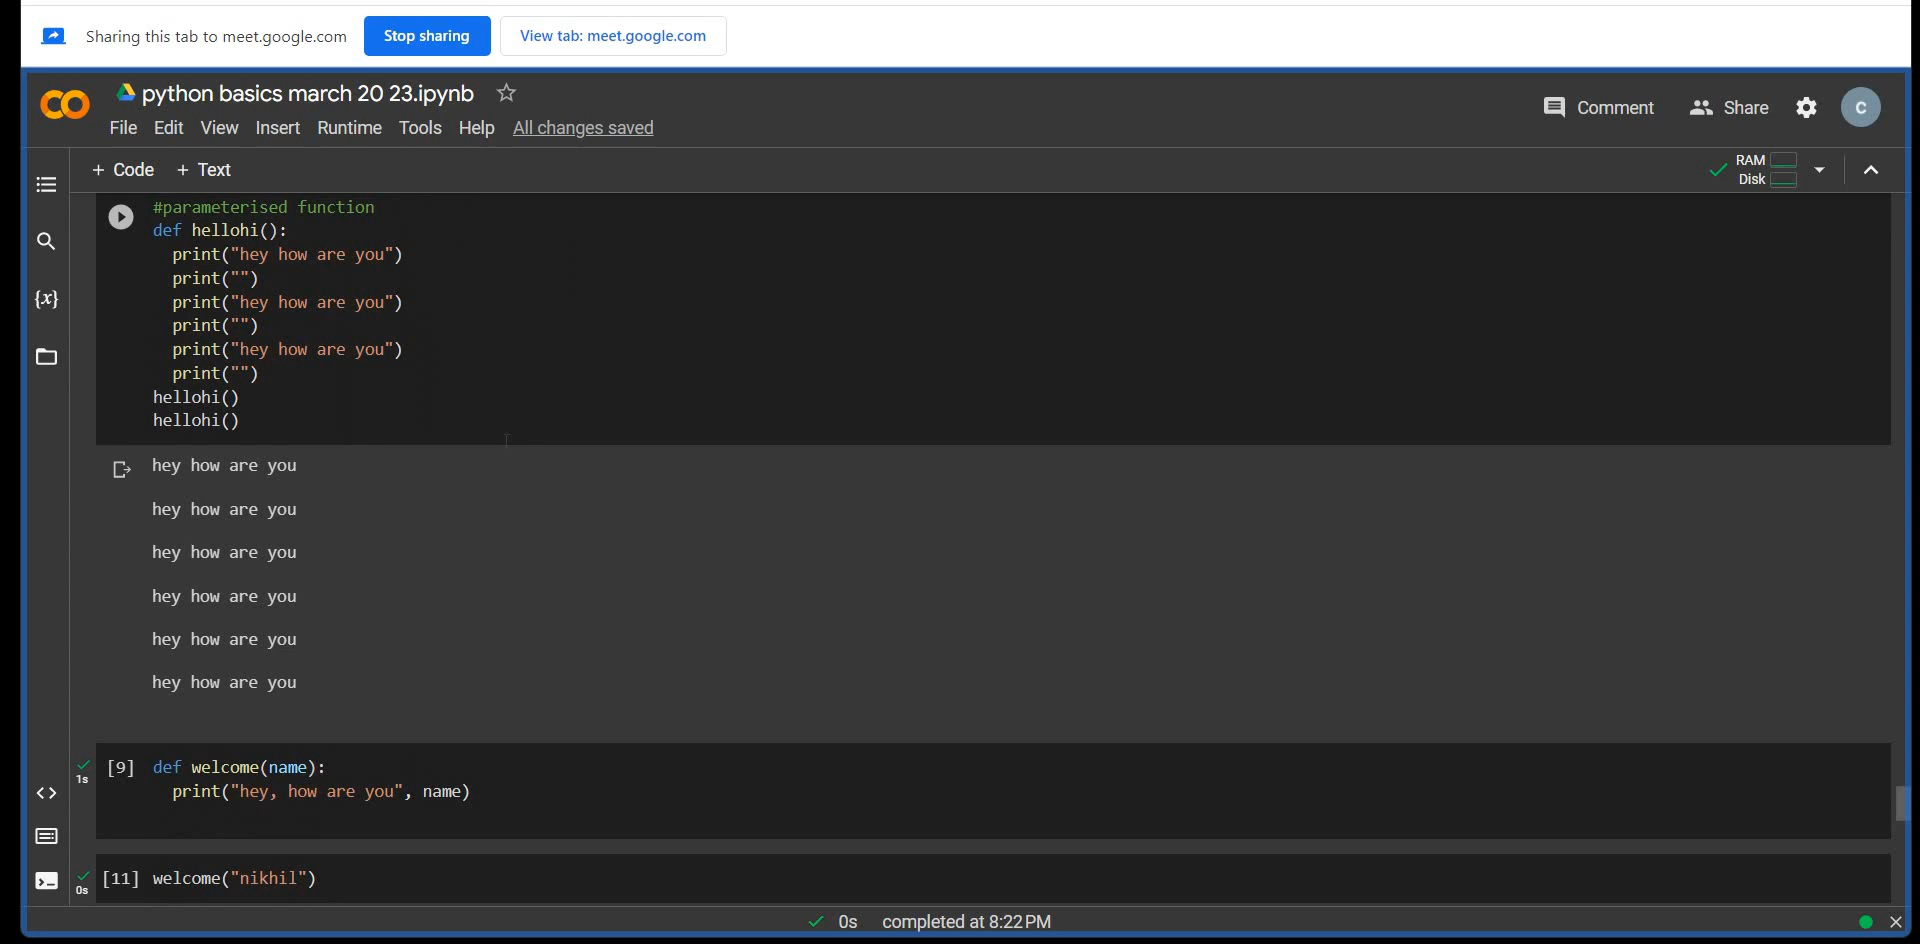 Sharing this tab to meet.google.com Stop sharing View tab: meet.google.com
python basics march 20 23.ipynb
Comment Share C
File Edit View Insert Runtime Tools Help All changes saved
+ Code + Text
RAM
Disk
{x}
#parameterised function
def hellohi():
  print("hey how are you")
  print("")
  print("hey how are you")
  print("")
  print("hey how are you")
  print("")
hellohi()
hellohi()
hey how are you
hey how are you
hey how are you
hey how are you
hey how are you
hey how are you
1s
[9] def welcome(name):
  print("hey, how are you", name)
0s
[11] welcome("nikhil")
0s completed at 8:22 PM